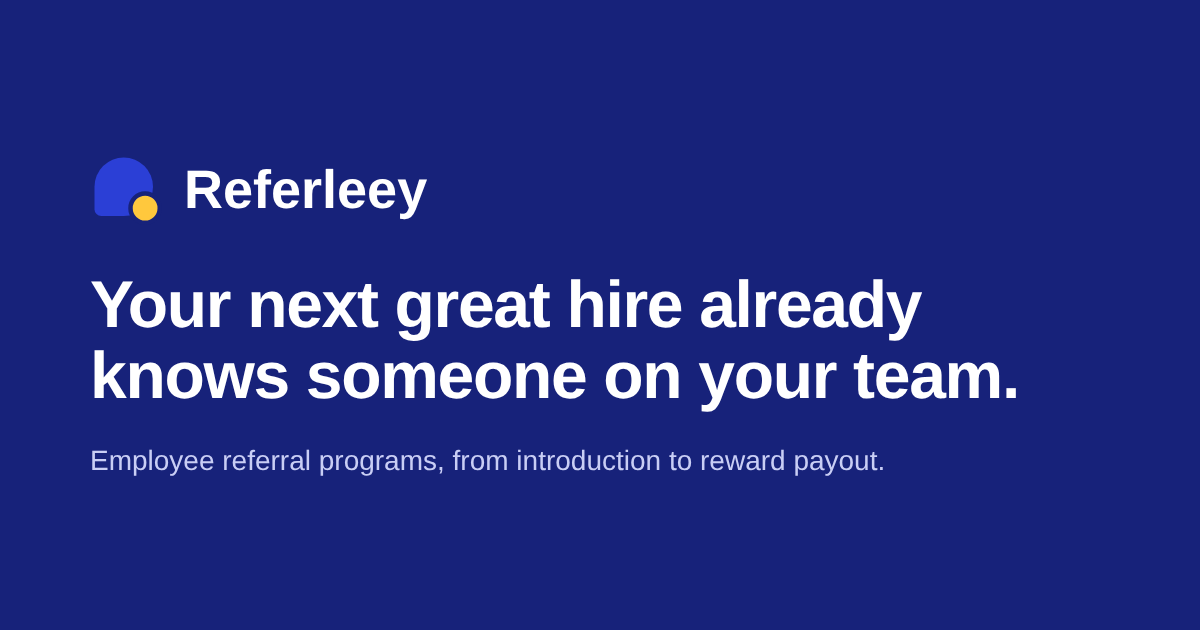 Referleey
Your next great hire already
knows someone on your team.
Employee referral programs, from introduction to reward payout.